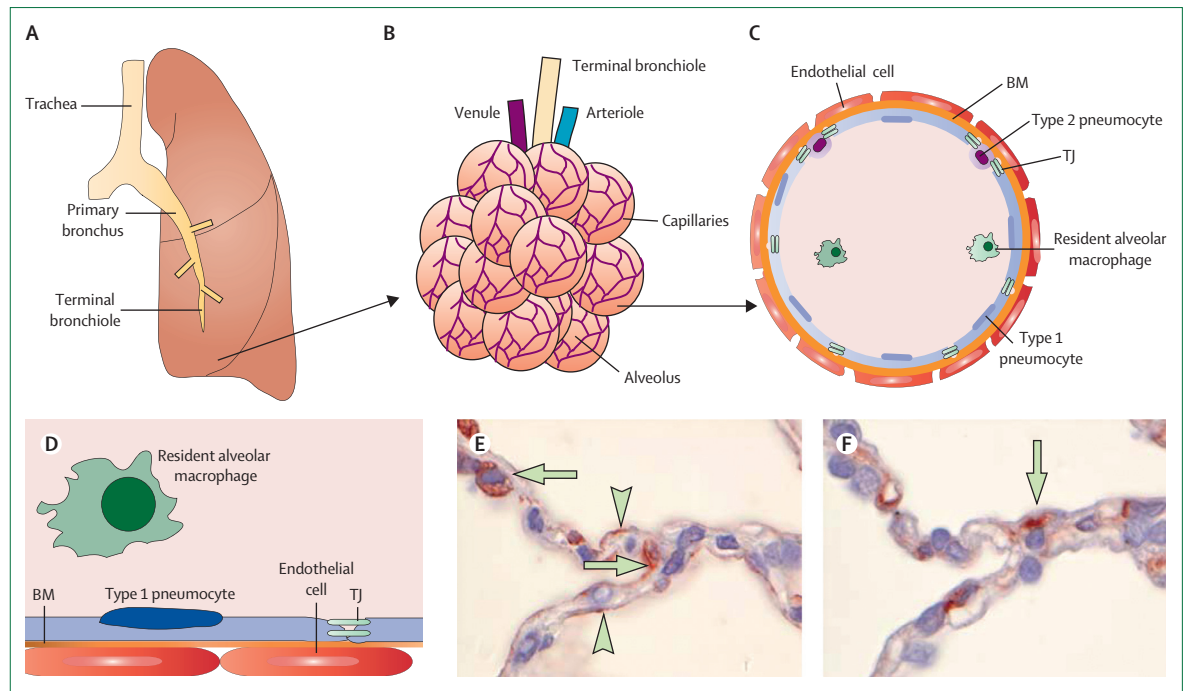 A
Trachea
Primary
bronchus
Terminal
bronchiole
B
Terminal bronchiole
Venule
Arteriole
Capillaries
Alveolus
C
Endothelial cell
BM
Type 2 pneumocyte
TJ
Resident alveolar
macrophage
Type 1
pneumocyte
D
Resident alveolar
macrophage
BM
Type 1 pneumocyte
Endothelial
cell
TJ
E
F